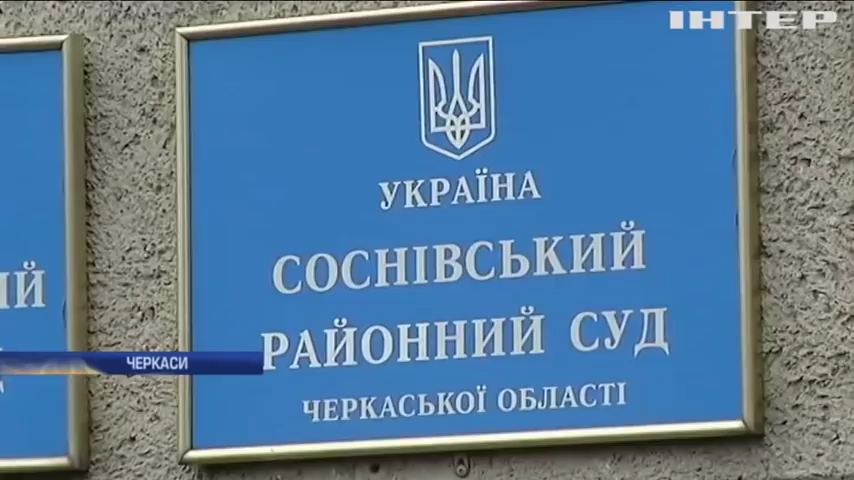 ІНТЕР
УКРАЇНА
СОСНІВСЬКИЙ
РАЙОННИЙ СУД
ЧЕРКАСЬКОЇ ОБЛАСТІ
ЧЕРКАСИ